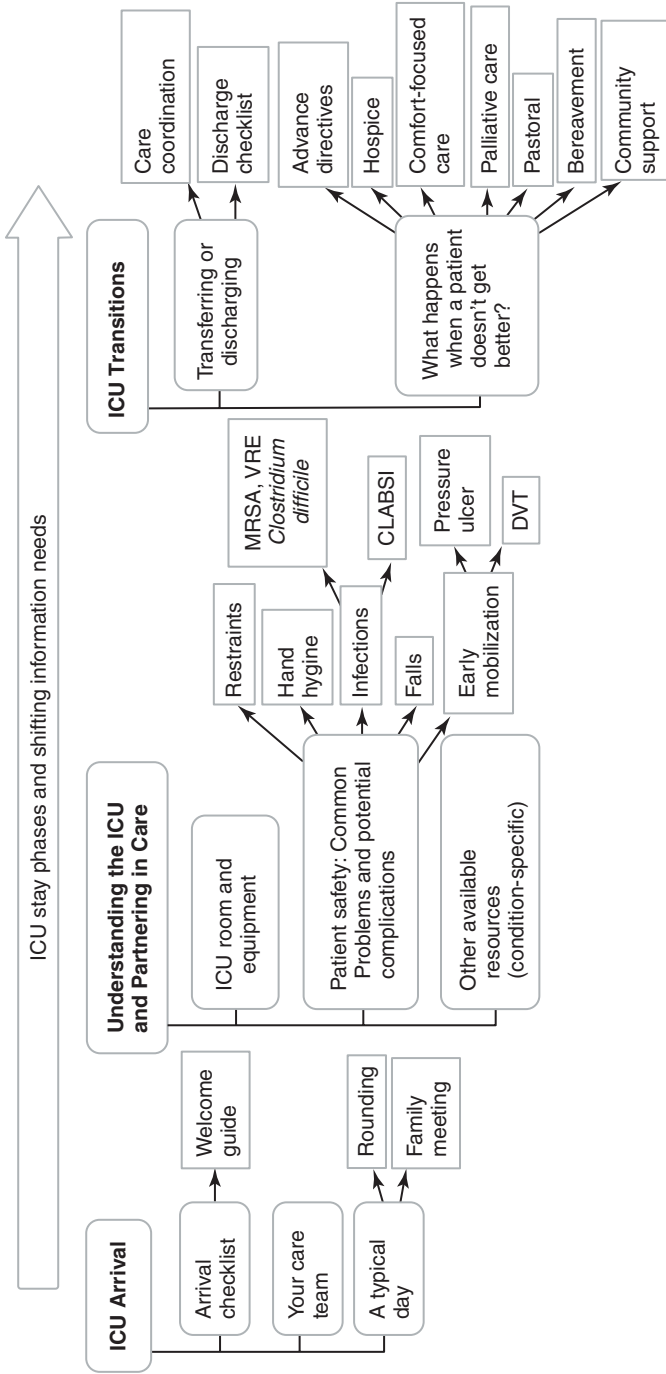 ICU stay phases and shifting information needs
ICU Arrival
Arrival
checklist
Welcome
guide
Your care
team
A typical
day
Rounding
Family
meeting
Understanding the ICU
and Partnering in Care
ICU room and
equipment
Patient safety: Common
Problems and potential
complications
Restraints
Hand
hygine
Infections
MRSA, VRE
Clostridium
difficile
CLABSI
Falls
Early
mobilization
Pressure
ulcer
DVT
Other available
resources
(condition-specific)
ICU Transitions
Transferring or
discharging
Care
coordination
Discharge
checklist
What happens
when a patient
doesn't get
better?
Advance
directives
Hospice
Comfort-focused
care
Palliative care
Pastoral
Bereavement
Community
support